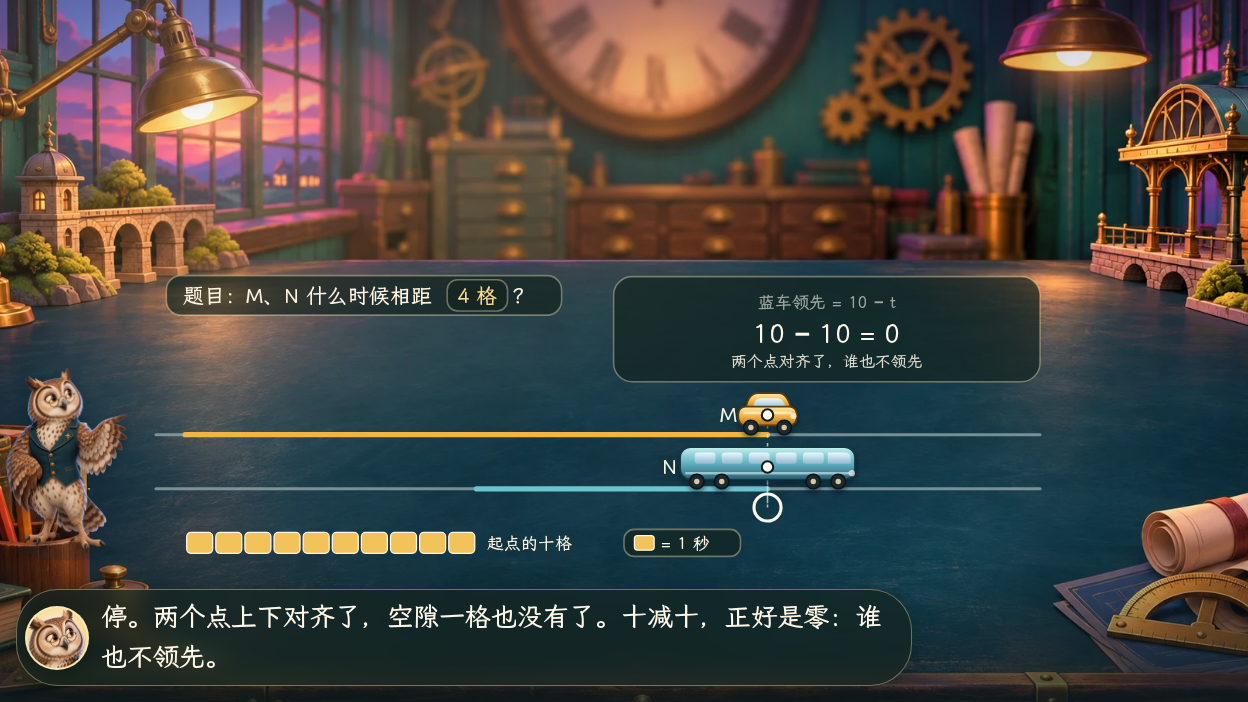 题目：M、N 什么时候相距 4 格？
蓝车领先 = 10 − t
10 − 10 = 0
两个点对齐了，谁也不领先
M
N
起点的十格
= 1 秒
停。两个点上下对齐了，空隙一格也没有了。十减十，正好是零：谁
也不领先。